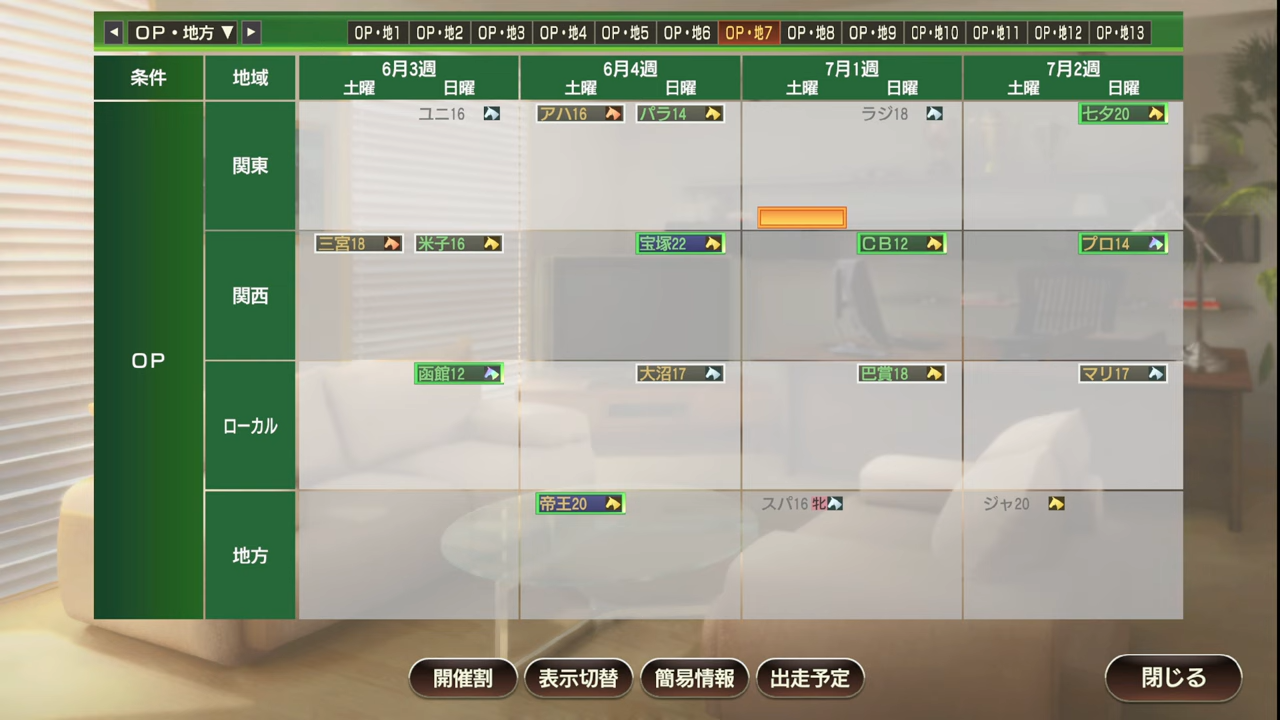 ◀ OP・地方▼ ▶ OP・地1 OP・地2 OP・地3 OP・地4 OP・地5 OP・地6 OP・地7 OP・地8 OP・地9 OP・地10 OP・地11 OP・地12 OP・地13
条件 地域 6月3週 6月4週 7月1週 7月2週
土曜 日曜 土曜 日曜 土曜 日曜 土曜 日曜
ユニ16 アハ16 パラ14 ラジ18 七夕20
関東
三宮18 米子16 宝塚22 CB12 プロ14
関西
OP
函館12 大沼17 巴賞18 マリ17
ローカル
帝王20 スパ16 牝 ジャ20
地方
開催割 表示切替 簡易情報 出走予定 閉じる